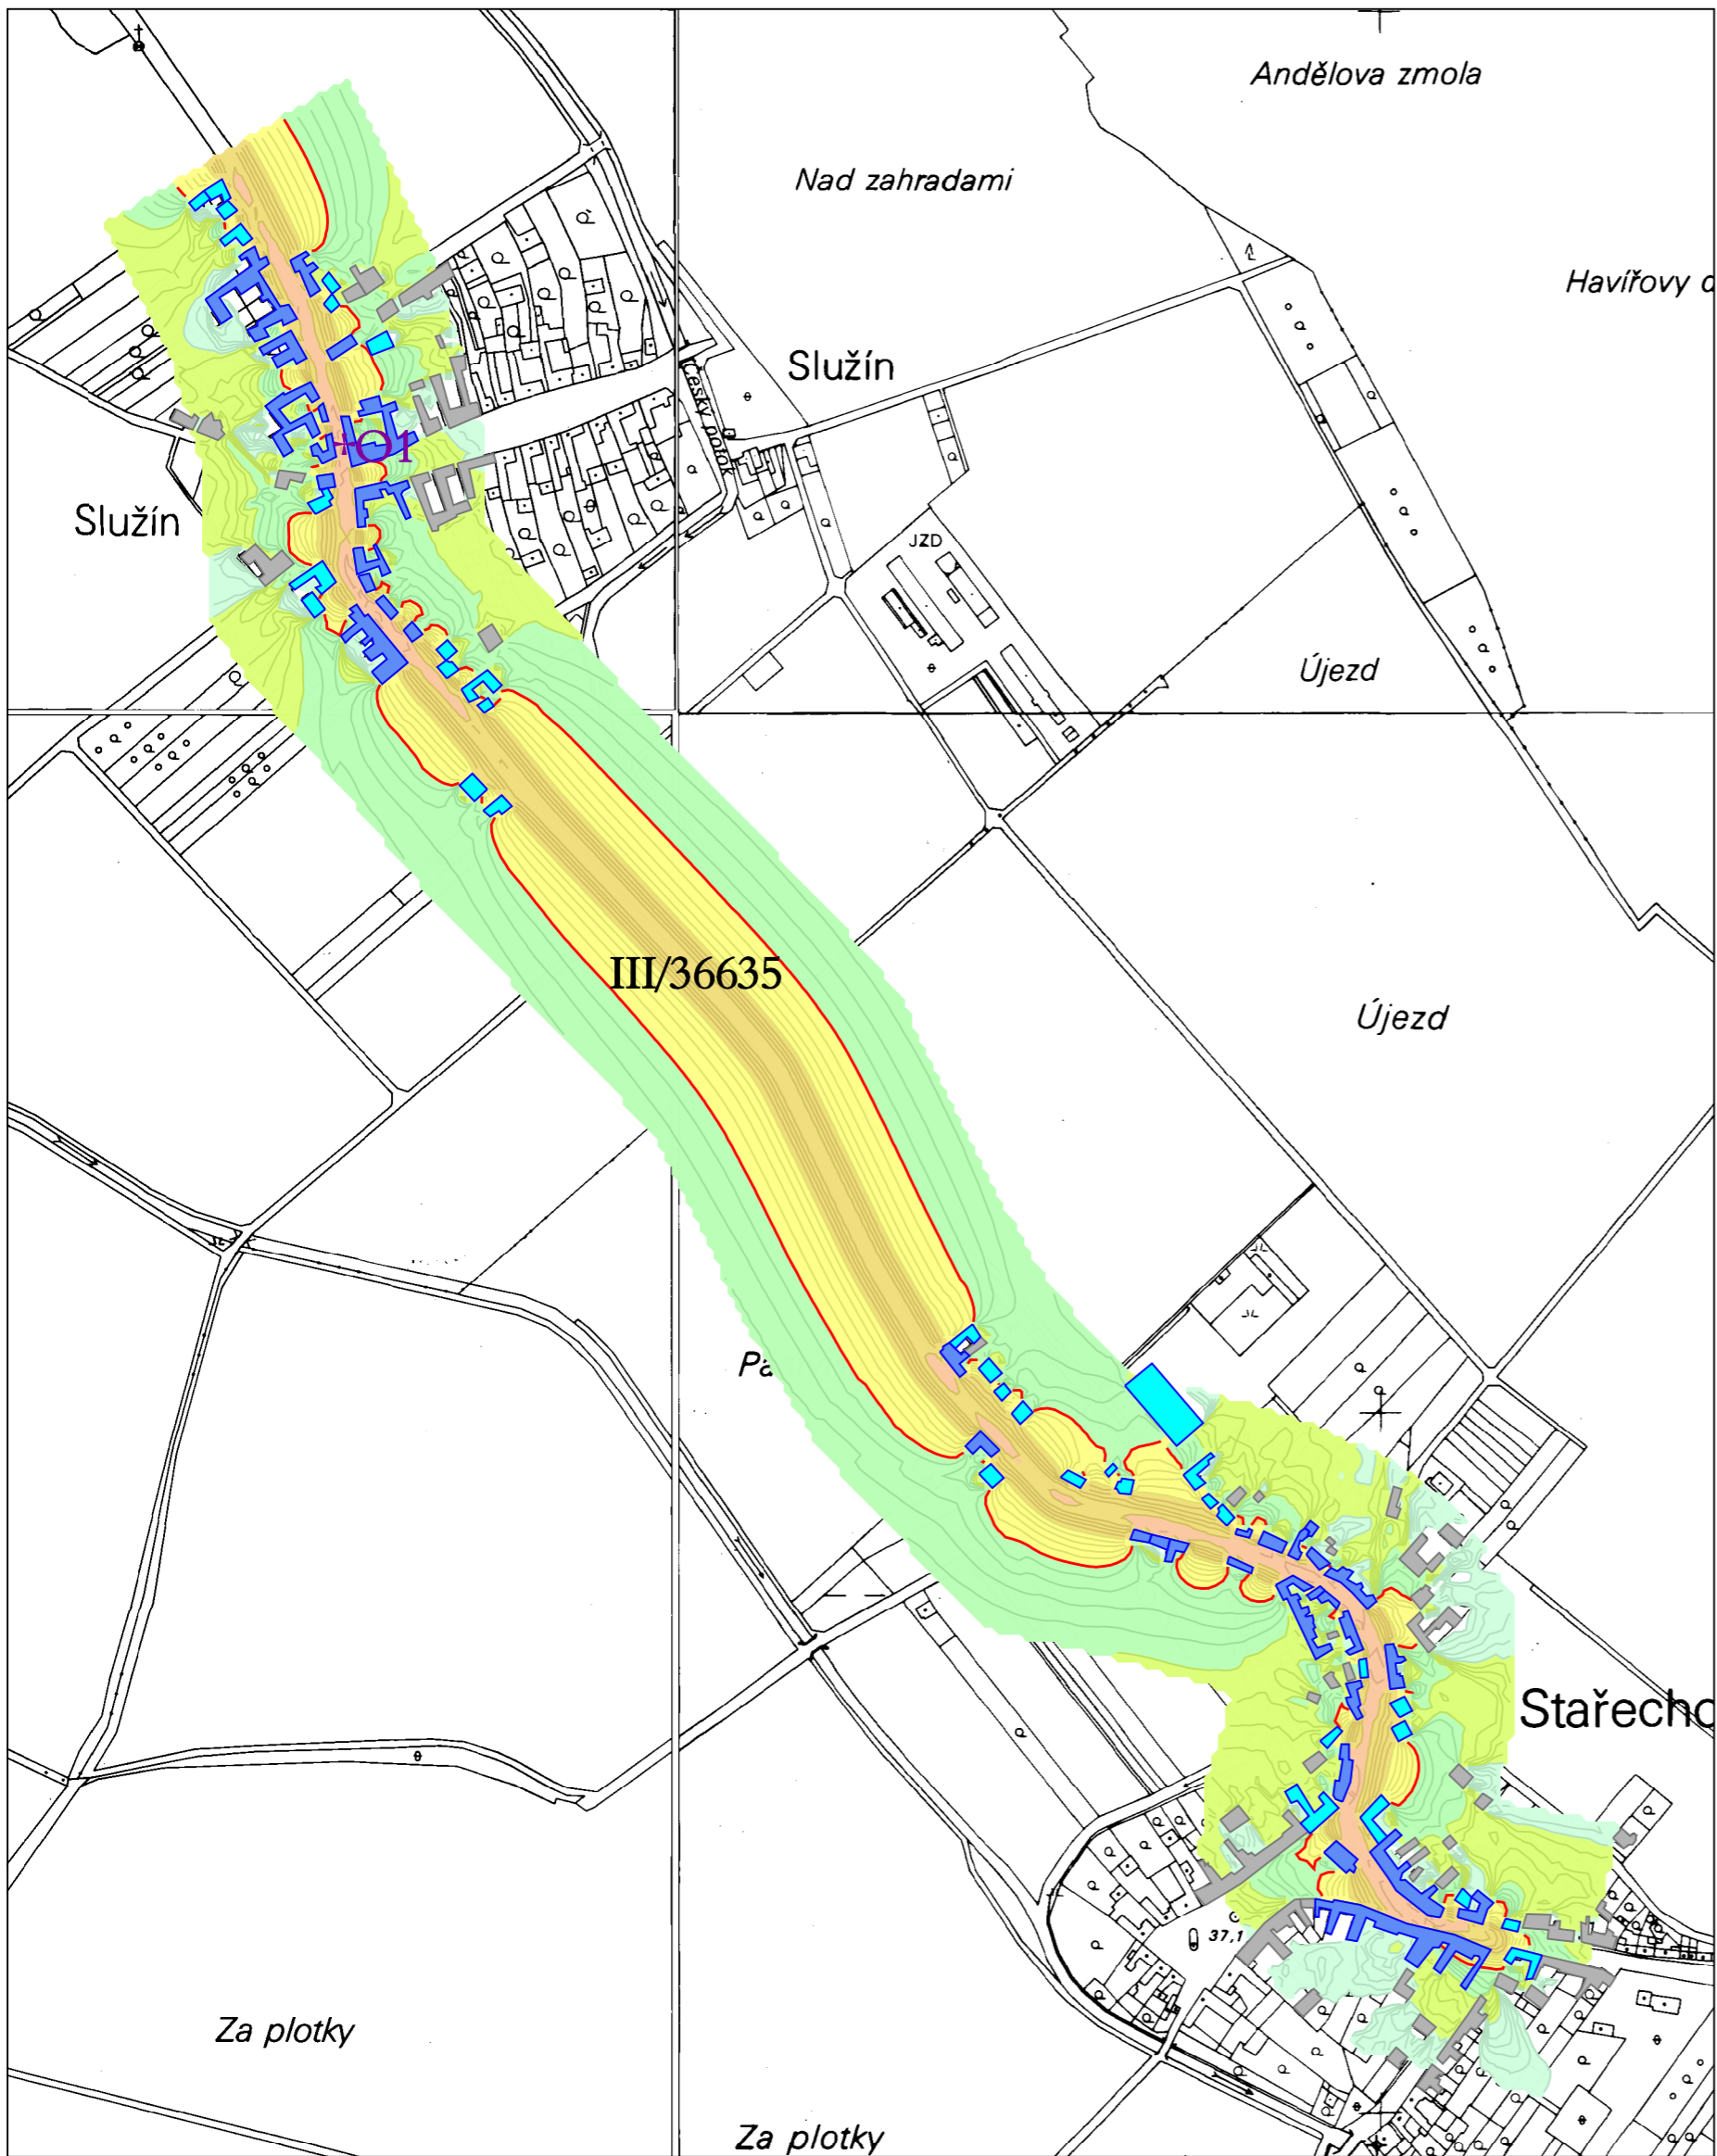 Andělova zmola
Nad zahradami
Havířovy
Služín
Český potok
O1
Služín
JZD
Újezd
III/36635
Újezd
Stařecho
37,1
Za plotky
Za plotky